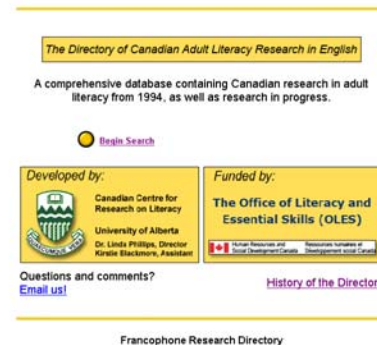 The Directory of Canadian Adult Literacy Research in English
A comprehensive database containing Canadian research in adult
literacy from 1994, as well as research in progress.
Begin Search
Developed by:
Canadian Centre for
Research on Literacy
University of Alberta
Dr. Linda Phillips, Director
Kirstie Blackmore, Assistant
QUAECUMQUE VERA
Funded by:
The Office of Literacy and
Essential Skills (OLES)
Human Resources and
Social Development Canada
Ressources humaines et
Développement social Canada
Questions and comments?
Email us!
History of the Director
Francophone Research Directory